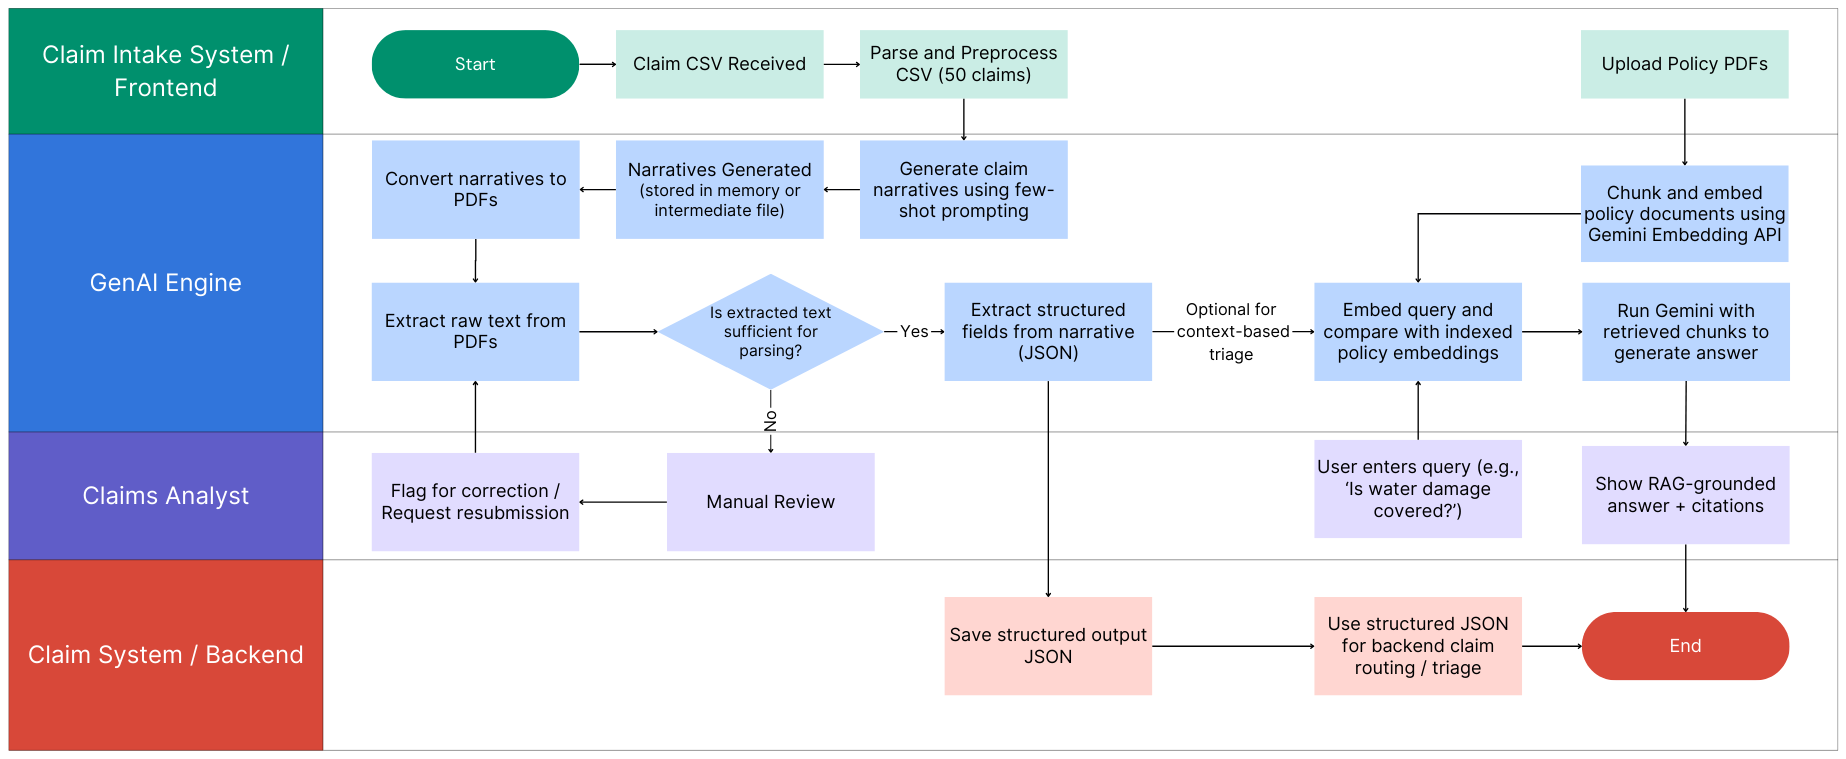 Claim Intake System /
Frontend
Start
Claim CSV Received
Parse and Preprocess
CSV (50 claims)
Upload Policy PDFs
GenAI Engine
Convert narratives to
PDFs
Narratives Generated
(stored in memory or
intermediate file)
Generate claim
narratives using few-
shot prompting
Chunk and embed
policy documents using
Gemini Embedding API
Extract raw text from
PDFs
Is extracted text
sufficient for
parsing?
Yes
Extract structured
fields from narrative
(JSON)
Optional for
context-based
triage
Embed query and
compare with indexed
policy embeddings
Run Gemini with
retrieved chunks to
generate answer
No
Claims Analyst
Flag for correction /
Request resubmission
Manual Review
User enters query (e.g.,
‘Is water damage
covered?’)
Show RAG-grounded
answer + citations
Claim System / Backend
Save structured output
JSON
Use structured JSON
for backend claim
routing / triage
End